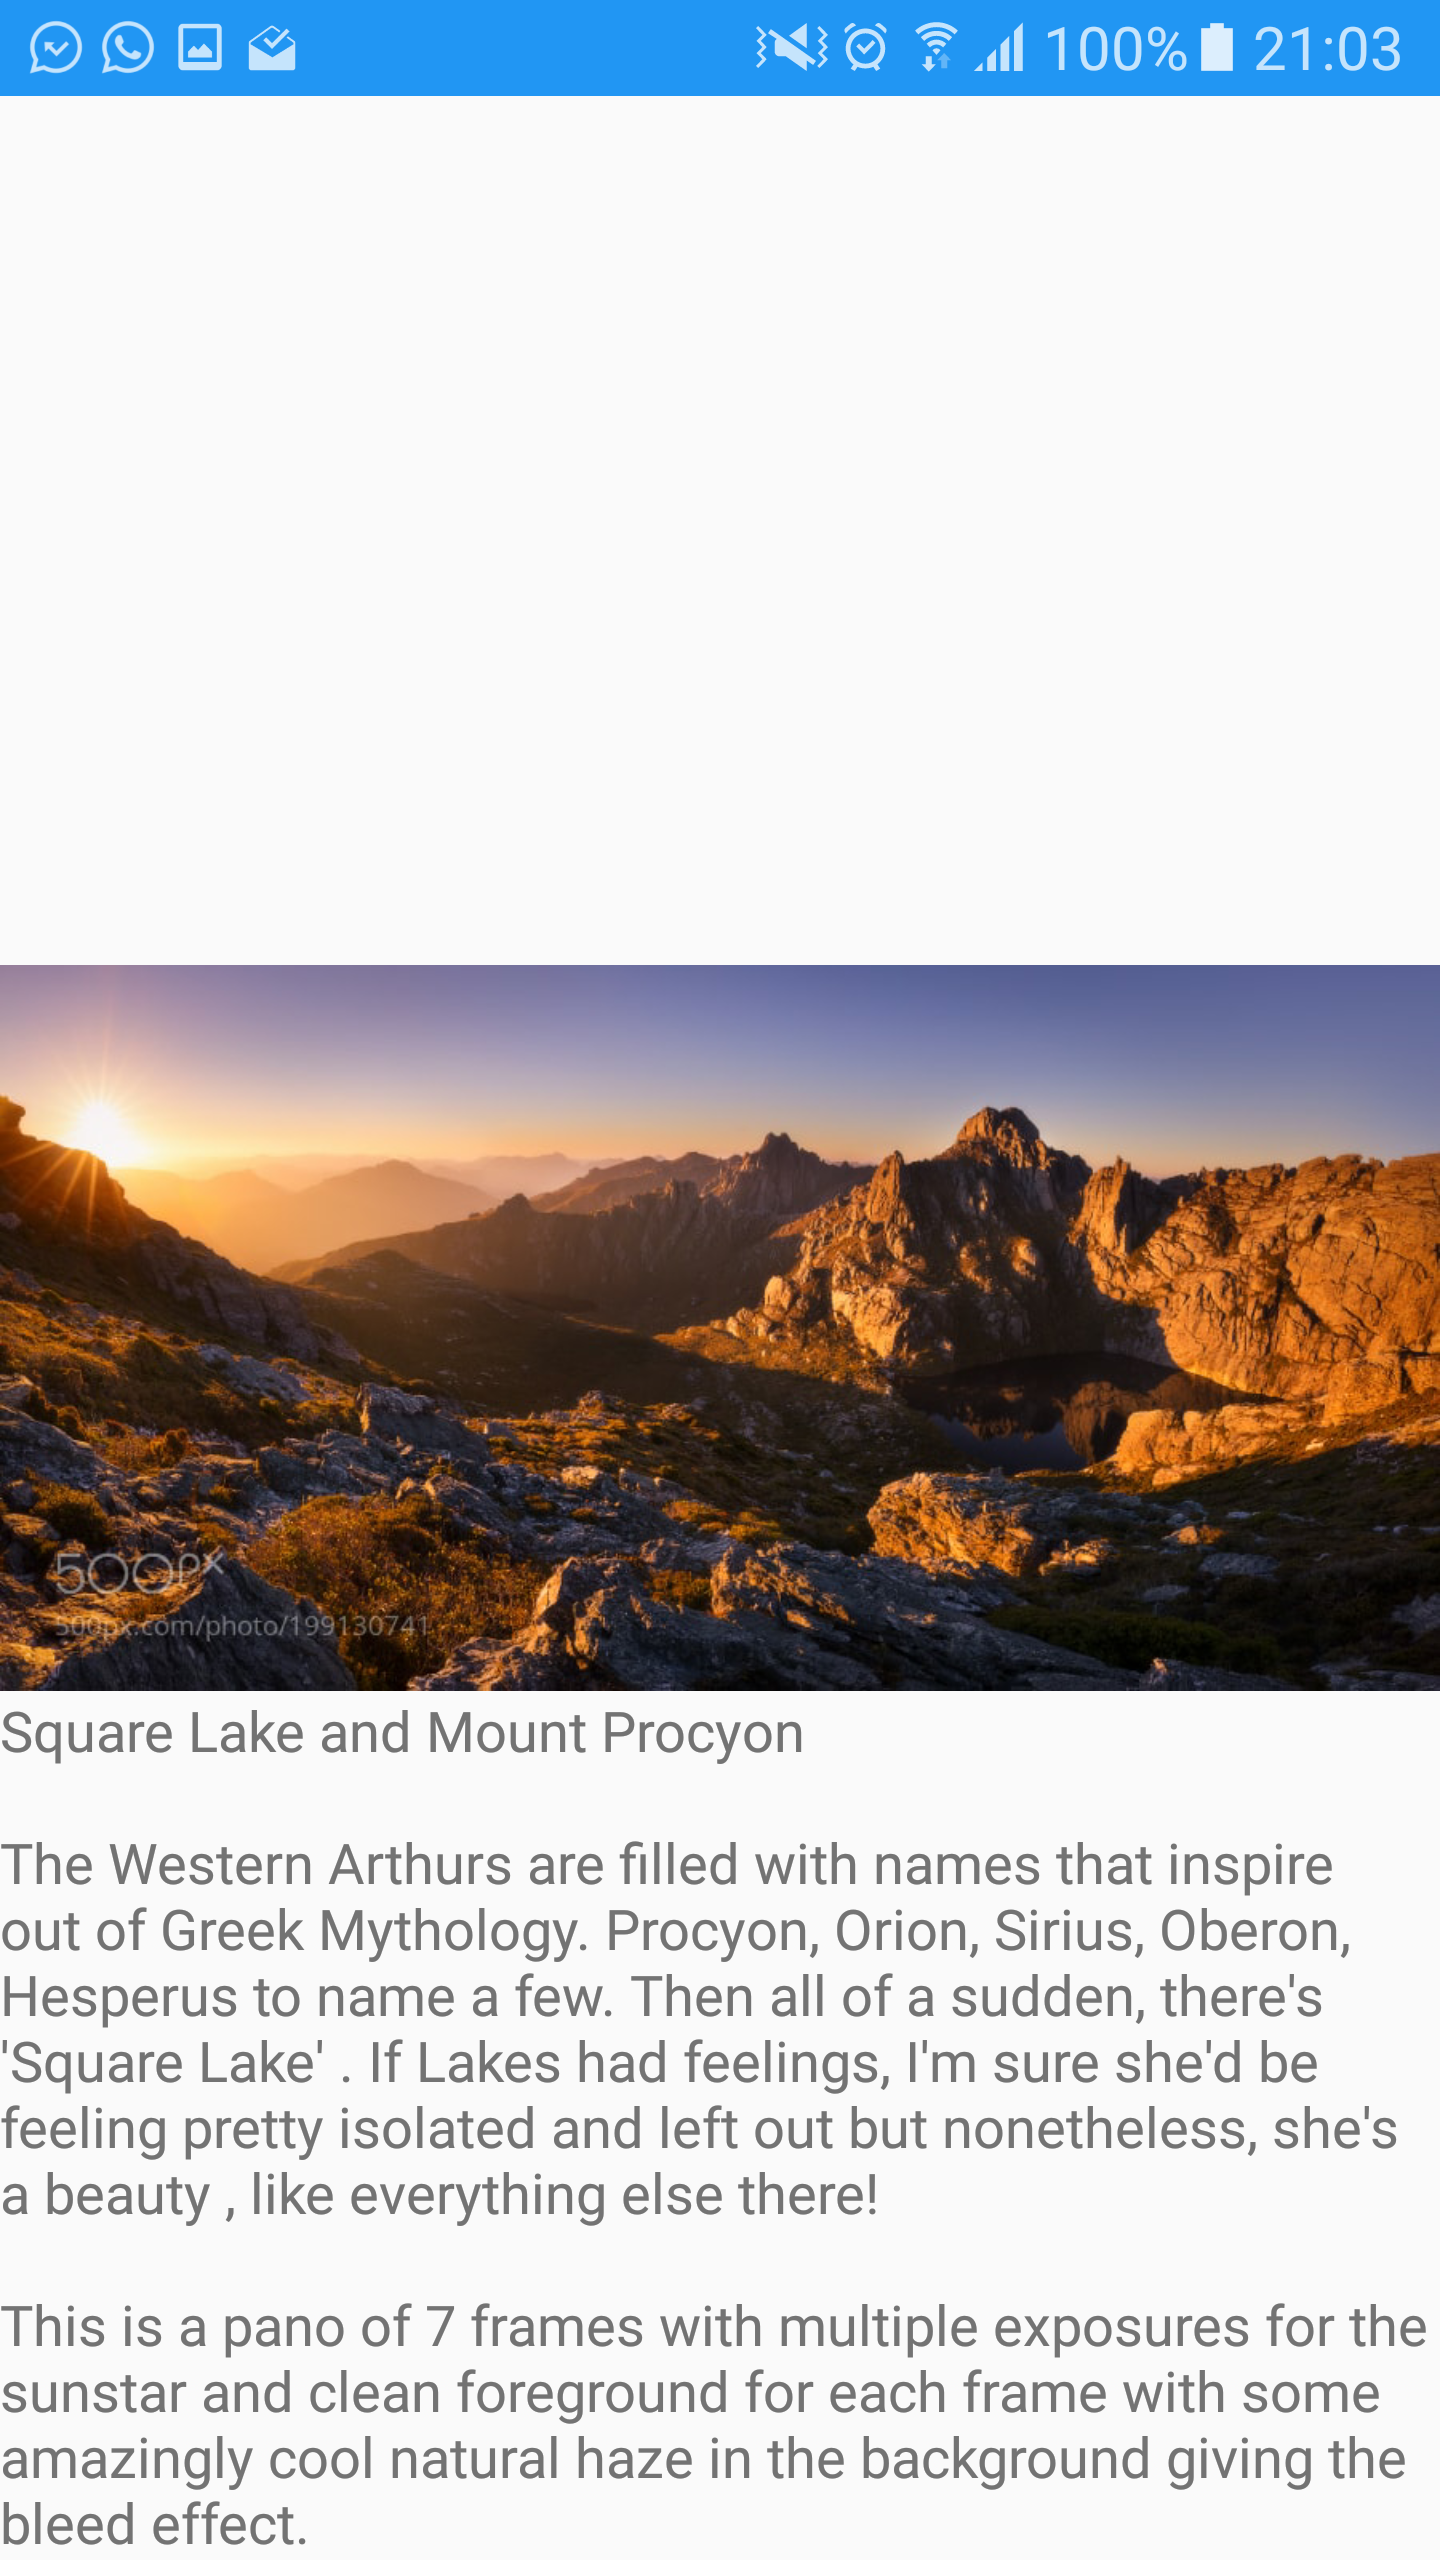 100% 21:03
500px
500px.com/photo/199130741
Square Lake and Mount Procyon
The Western Arthurs are filled with names that inspire
out of Greek Mythology. Procyon, Orion, Sirius, Oberon,
Hesperus to name a few. Then all of a sudden, there's
'Square Lake' . If Lakes had feelings, I'm sure she'd be
feeling pretty isolated and left out but nonetheless, she's
a beauty , like everything else there!
This is a pano of 7 frames with multiple exposures for the
sunstar and clean foreground for each frame with some
amazingly cool natural haze in the background giving the
bleed effect.